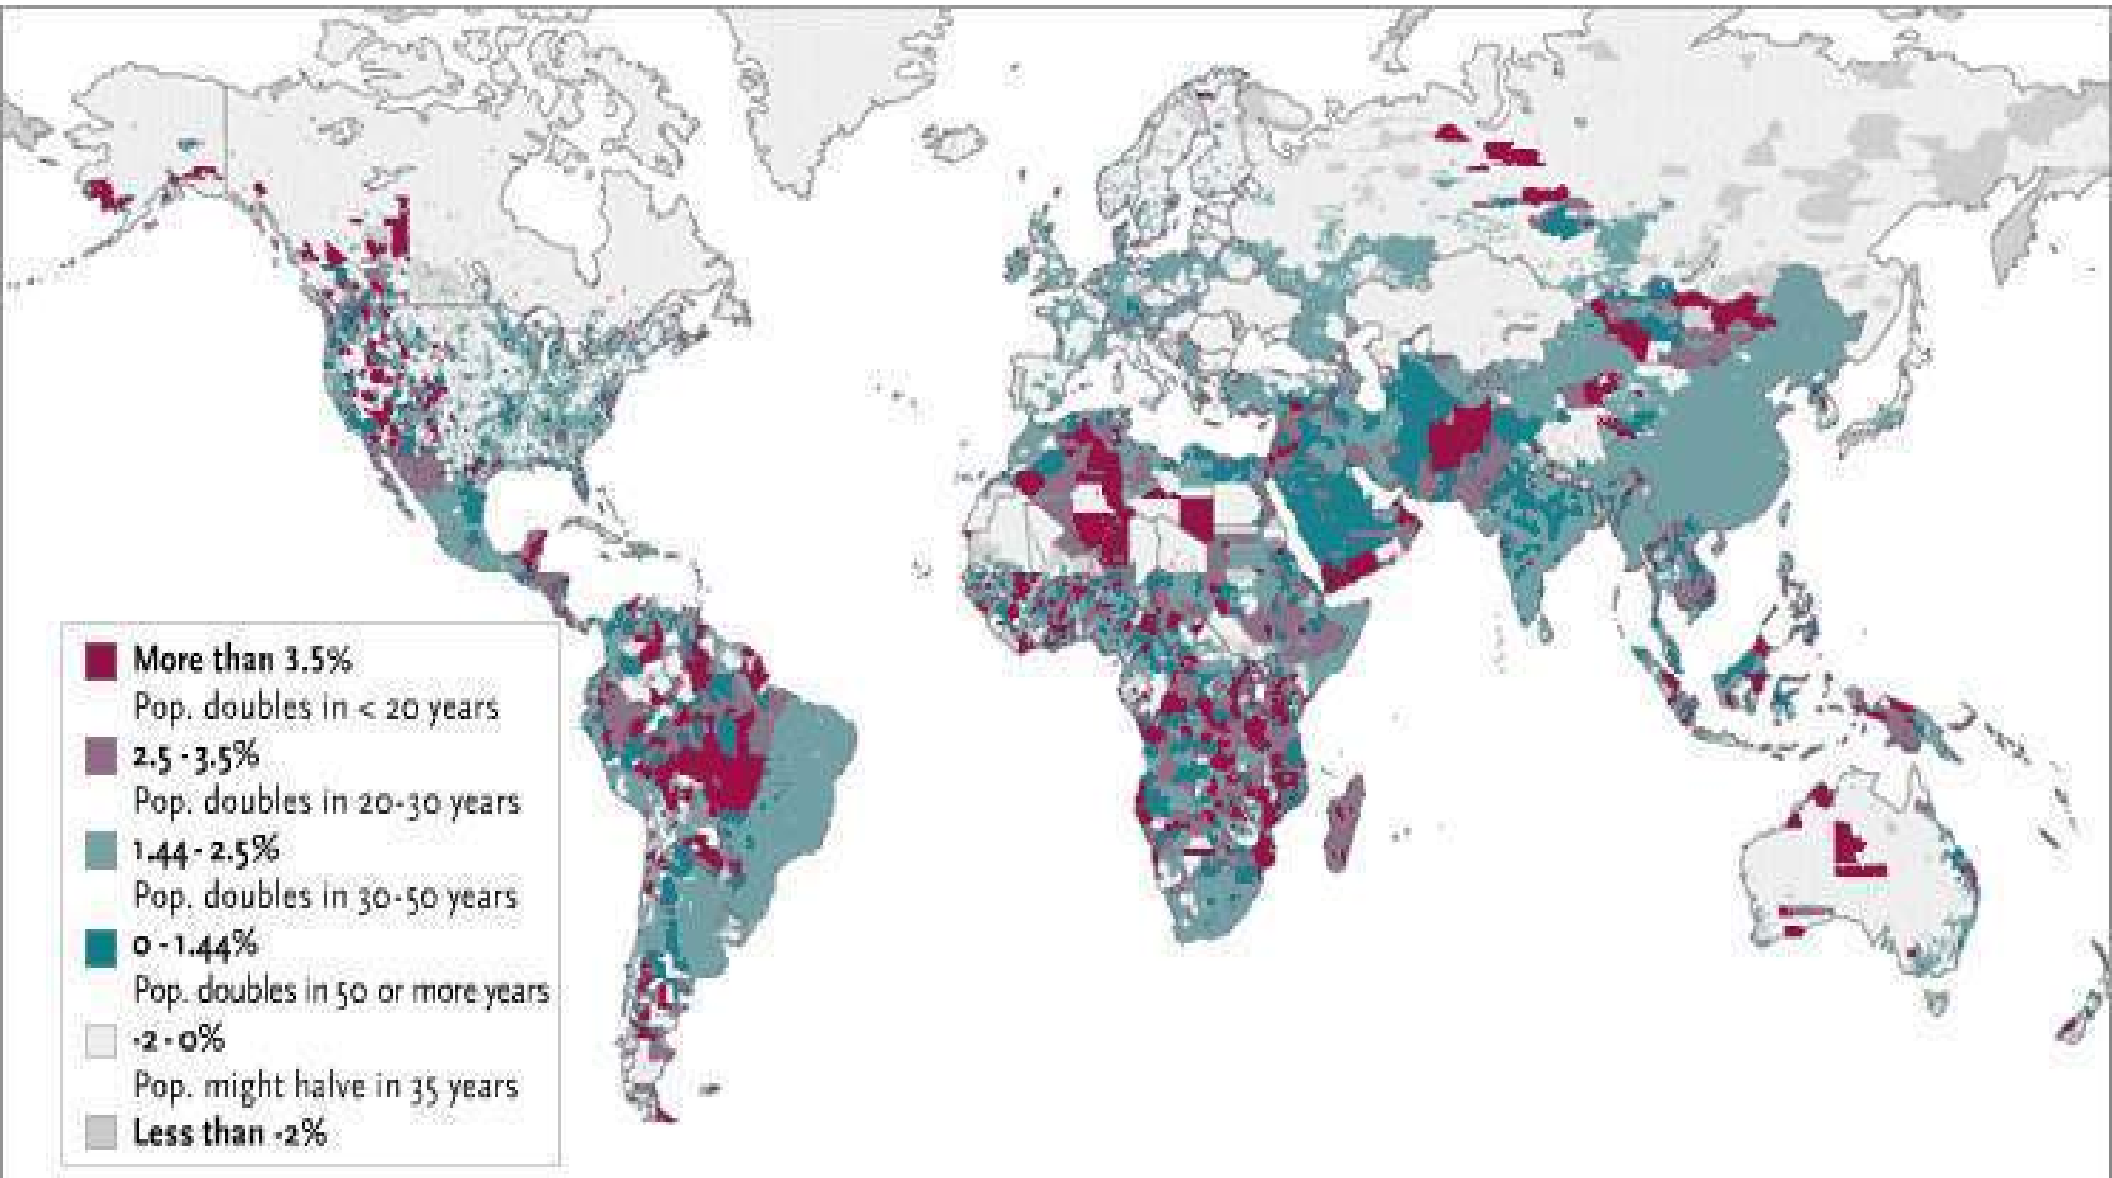 More than 3.5%
Pop. doubles in < 20 years
2.5 - 3.5%
Pop. doubles in 20-30 years
1.44 - 2.5%
Pop. doubles in 30-50 years
0 - 1.44%
Pop. doubles in 50 or more years
-2 - 0%
Pop. might halve in 35 years
Less than -2%